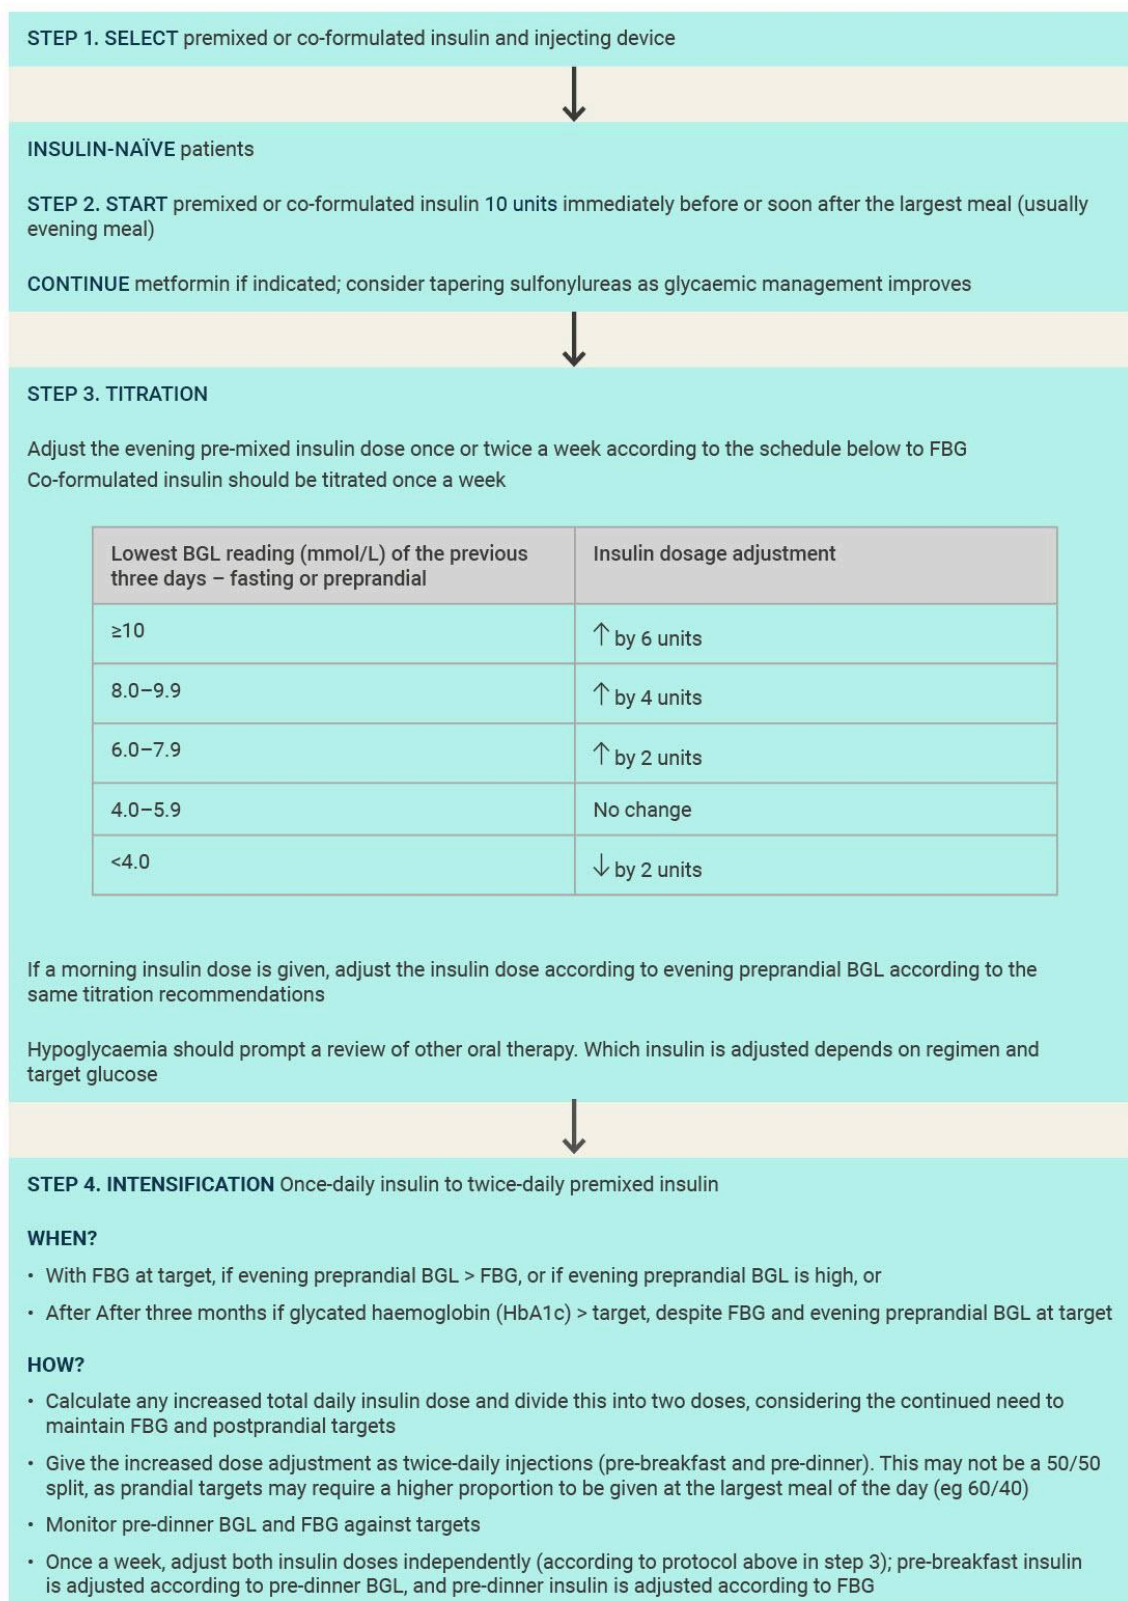 STEP 1. SELECT premixed or co-formulated insulin and injecting device
INSULIN-NAÏVE patients
STEP 2. START premixed or co-formulated insulin 10 units immediately before or soon after the largest meal (usually
evening meal)
CONTINUE metformin if indicated; consider tapering sulfonylureas as glycaemic management improves
STEP 3. TITRATION
Adjust the evening pre-mixed insulin dose once or twice a week according to the schedule below to FBG
Co-formulated insulin should be titrated once a week
Lowest BGL reading (mmol/L) of the previous
three days – fasting or preprandial
Insulin dosage adjustment
≥10
↑ by 6 units
8.0–9.9
↑ by 4 units
6.0–7.9
↑ by 2 units
4.0–5.9
No change
<4.0
↓ by 2 units
If a morning insulin dose is given, adjust the insulin dose according to evening preprandial BGL according to the
same titration recommendations
Hypoglycaemia should prompt a review of other oral therapy. Which insulin is adjusted depends on regimen and
target glucose
STEP 4. INTENSIFICATION Once-daily insulin to twice-daily premixed insulin
WHEN?
• With FBG at target, if evening preprandial BGL > FBG, or if evening preprandial BGL is high, or
• After After three months if glycated haemoglobin (HbA1c) > target, despite FBG and evening preprandial BGL at target
HOW?
• Calculate any increased total daily insulin dose and divide this into two doses, considering the continued need to
maintain FBG and postprandial targets
• Give the increased dose adjustment as twice-daily injections (pre-breakfast and pre-dinner). This may not be a 50/50
split, as prandial targets may require a higher proportion to be given at the largest meal of the day (eg 60/40)
• Monitor pre-dinner BGL and FBG against targets
• Once a week, adjust both insulin doses independently (according to protocol above in step 3); pre-breakfast insulin
is adjusted according to pre-dinner BGL, and pre-dinner insulin is adjusted according to FBG